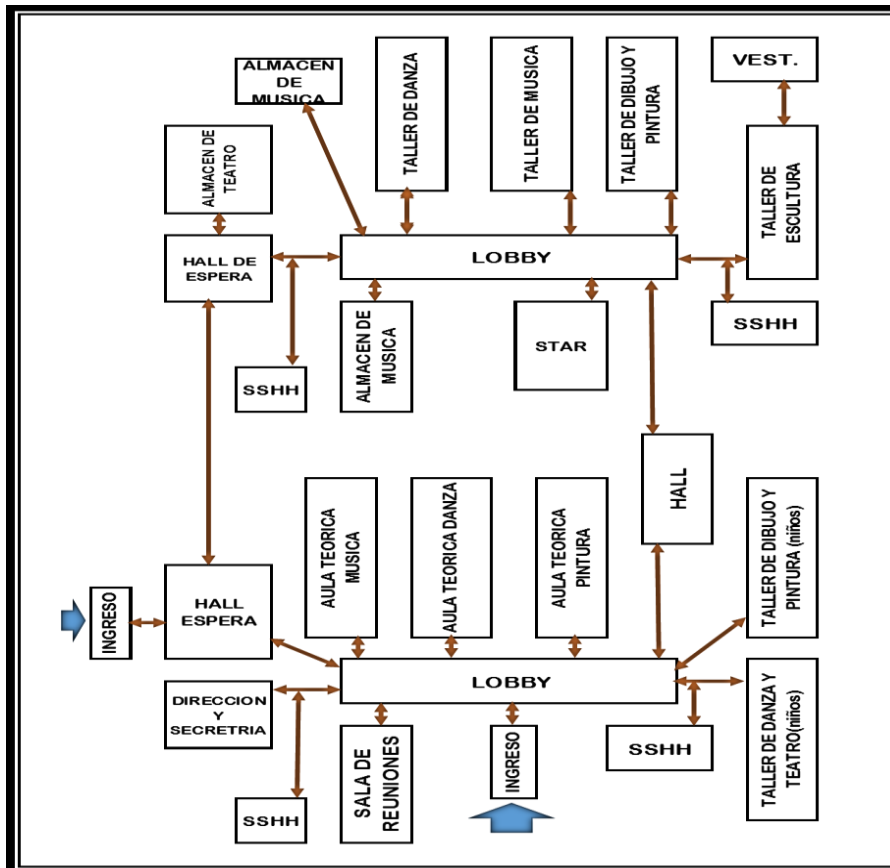 ALMACEN
DE
MUSICA
TALLER DE DANZA
TALLER DE MUSICA
TALLER DE DIBUJO Y
PINTURA
VEST.
ALMACEN DE
TEATRO
TALLER DE
ESCULTURA
HALL DE
ESPERA
LOBBY
SSHH
ALMACEN DE
MUSICA
STAR
SSHH
HALL
AULA TEORICA
MUSICA
AULA TEORICA DANZA
AULA TEORICA
PINTURA
TALLER DE DIBUJO Y
PINTURA (niños)
INGRESO
HALL
ESPERA
LOBBY
DIRECCION
Y
SECRETRIA
SSHH
SALA DE
REUNIONES
INGRESO
SSHH
TALLER DE DANZA Y
TEATRO(niños)